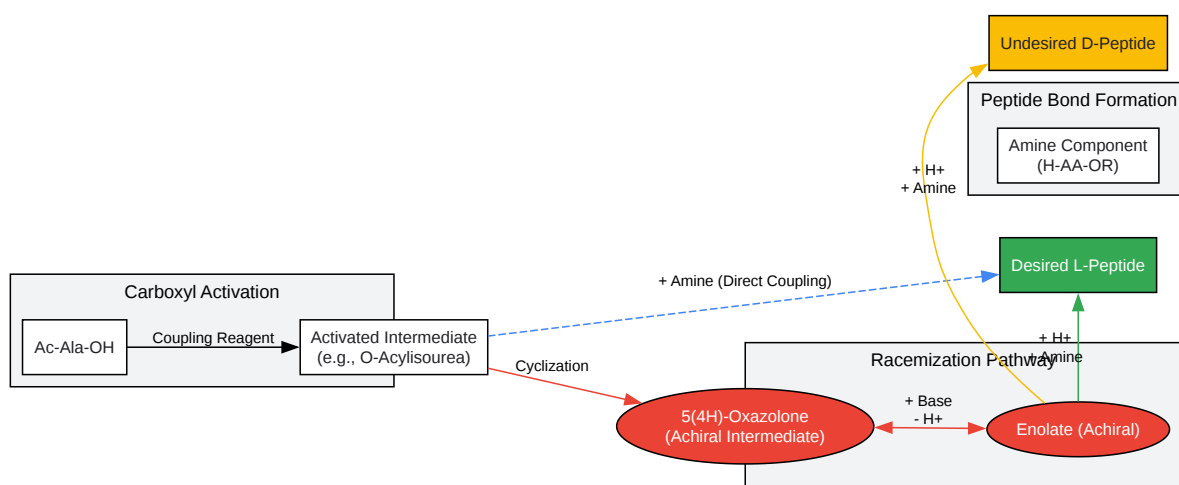 Undesired D-Peptide
Peptide Bond Formation
Amine Component
(H-AA-OR)
+ H+
+ Amine
Desired L-Peptide
+ Amine (Direct Coupling)
Carboxyl Activation
Ac-Ala-OH
Coupling Reagent
Activated Intermediate
(e.g., O-Acylisourea)
Cyclization
Racemization Pathway
+ H+
+ Amine
5(4H)-Oxazolone
(Achiral Intermediate)
+ Base
- H+
Enolate (Achiral)